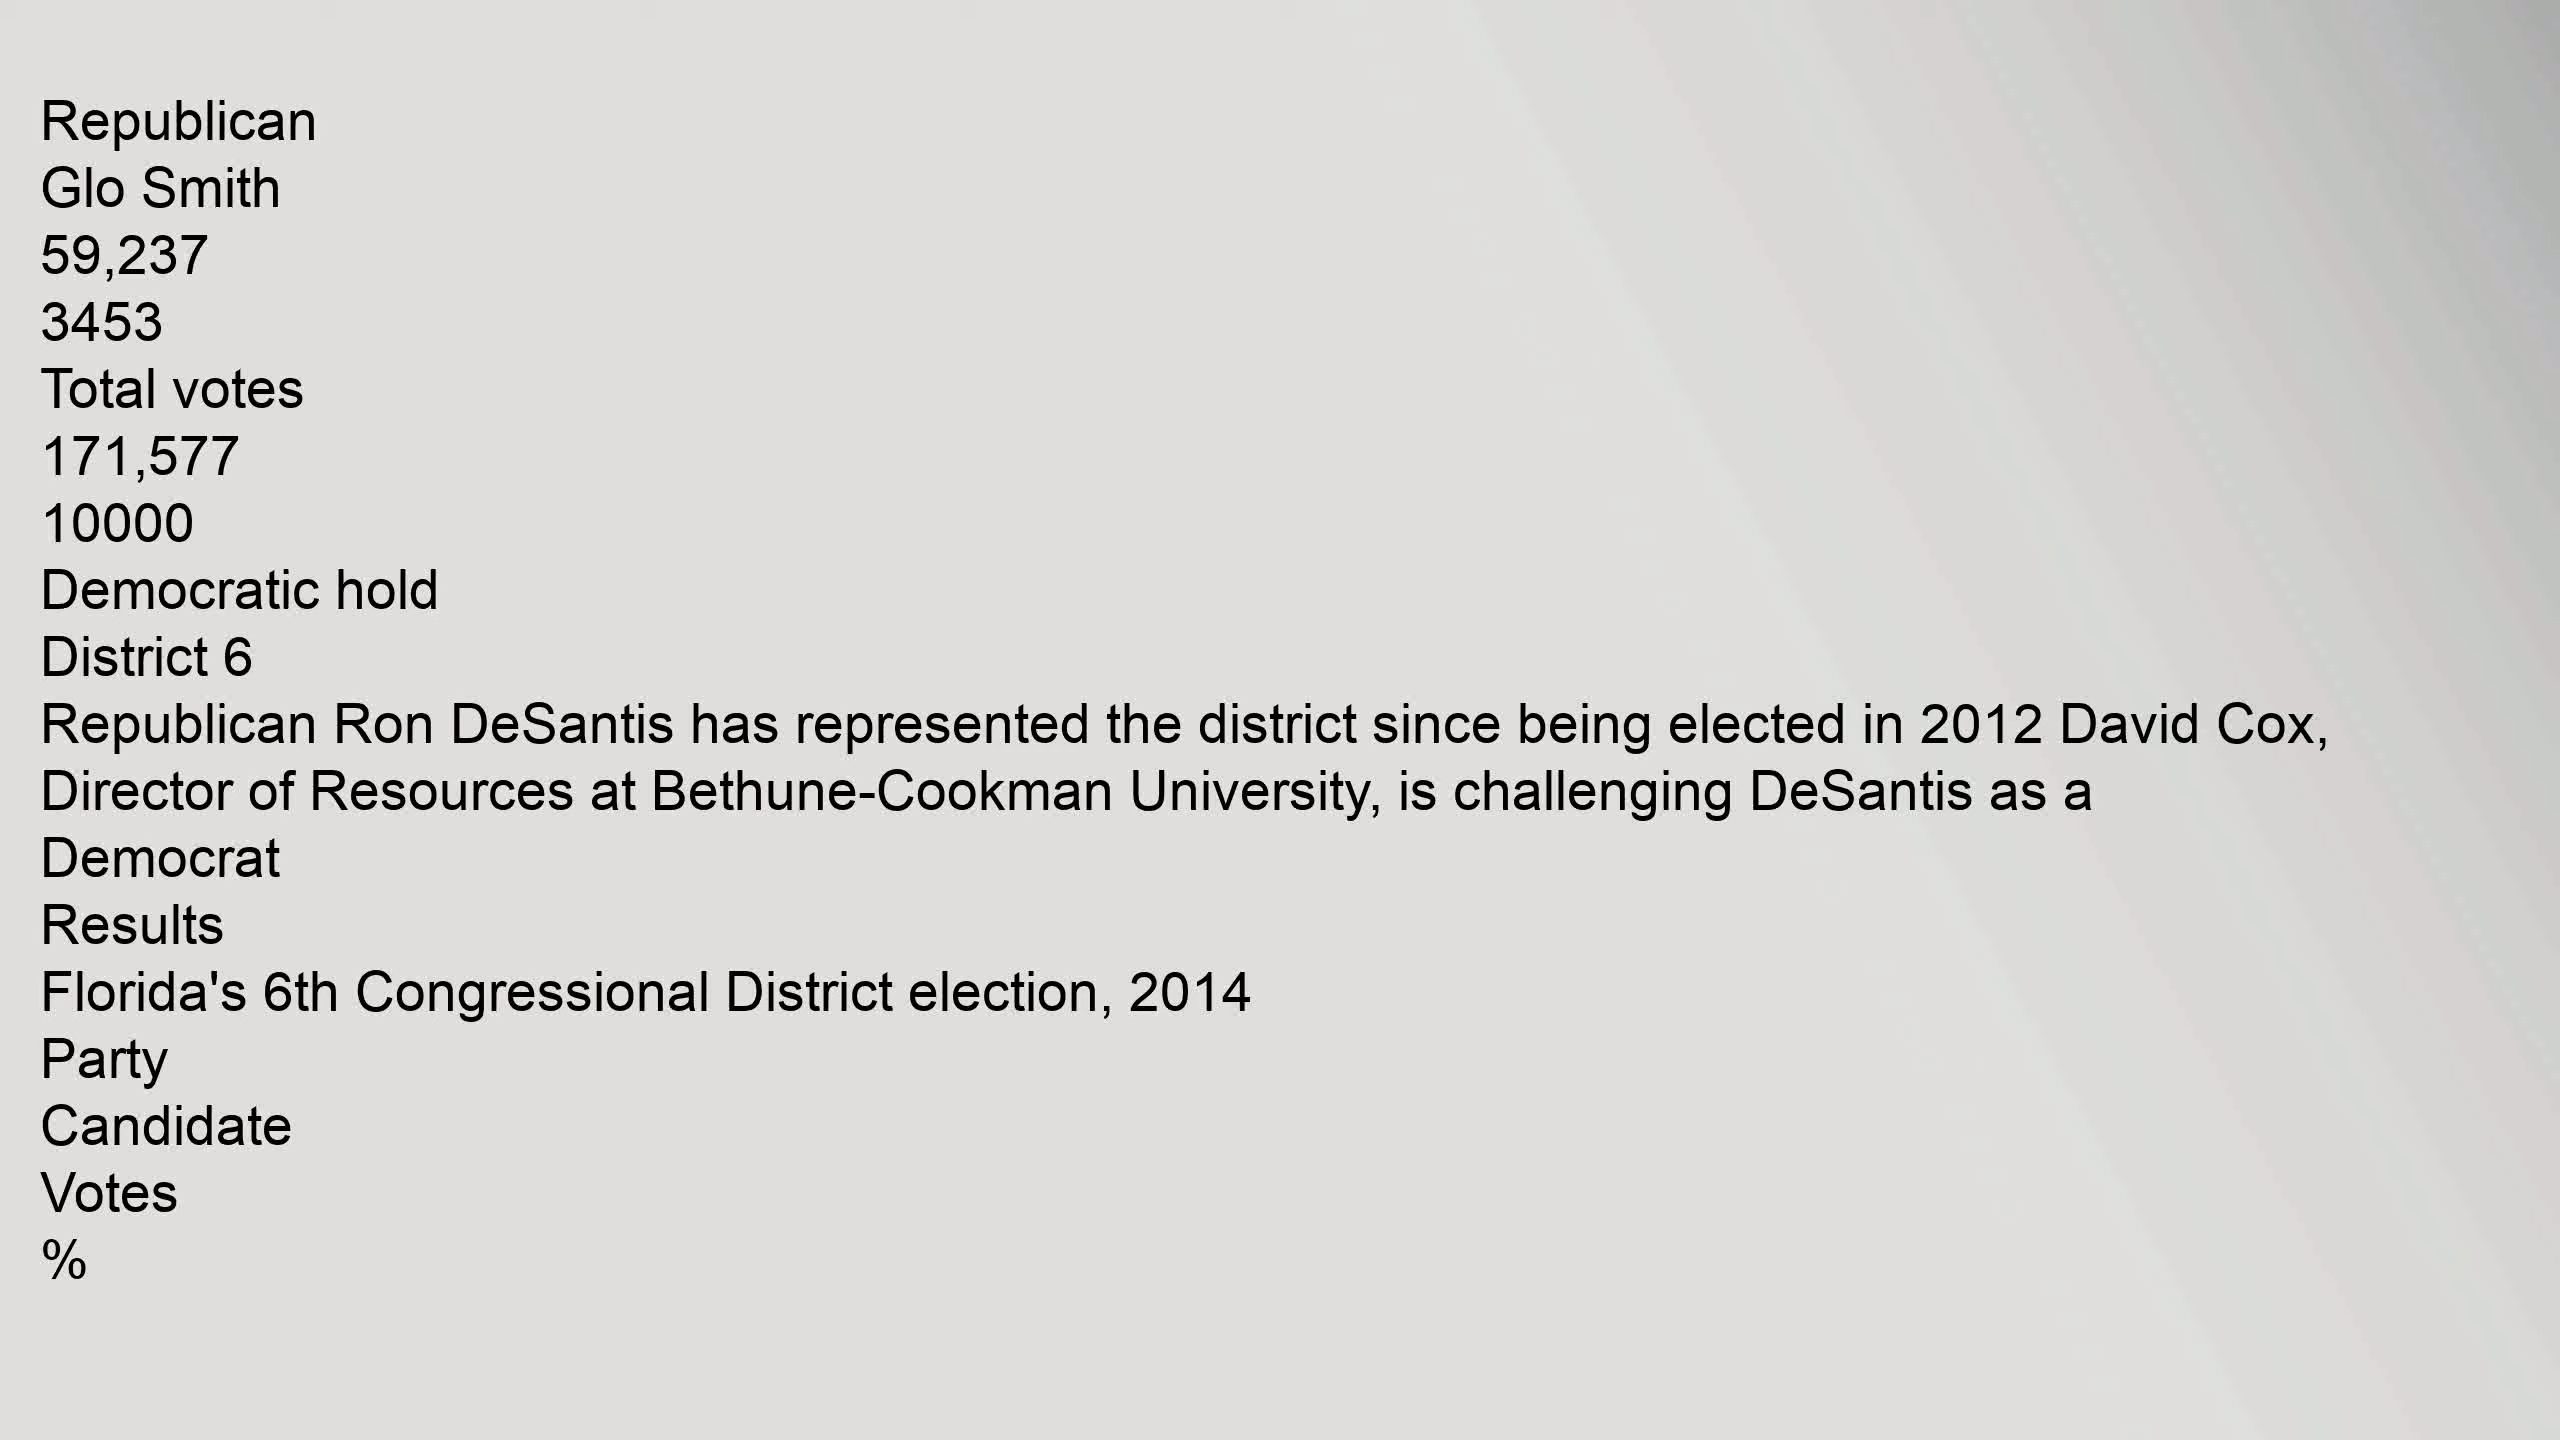 Republican
Glo Smith
59,237
3453
Total votes
171,577
10000
Democratic hold
District 6
Republican Ron DeSantis has represented the district since being elected in 2012 David Cox,
Director of Resources at Bethune-Cookman University, is challenging DeSantis as a
Democrat
Results
Florida's 6th Congressional District election, 2014
Party
Candidate
Votes
%